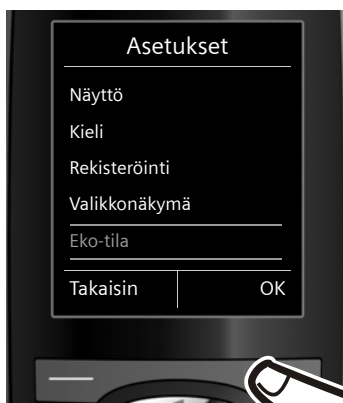 Asetukset
Näyttö
Kieli
Rekisteröinti
Valikkonäkymä
Eko-tila
Takaisin OK